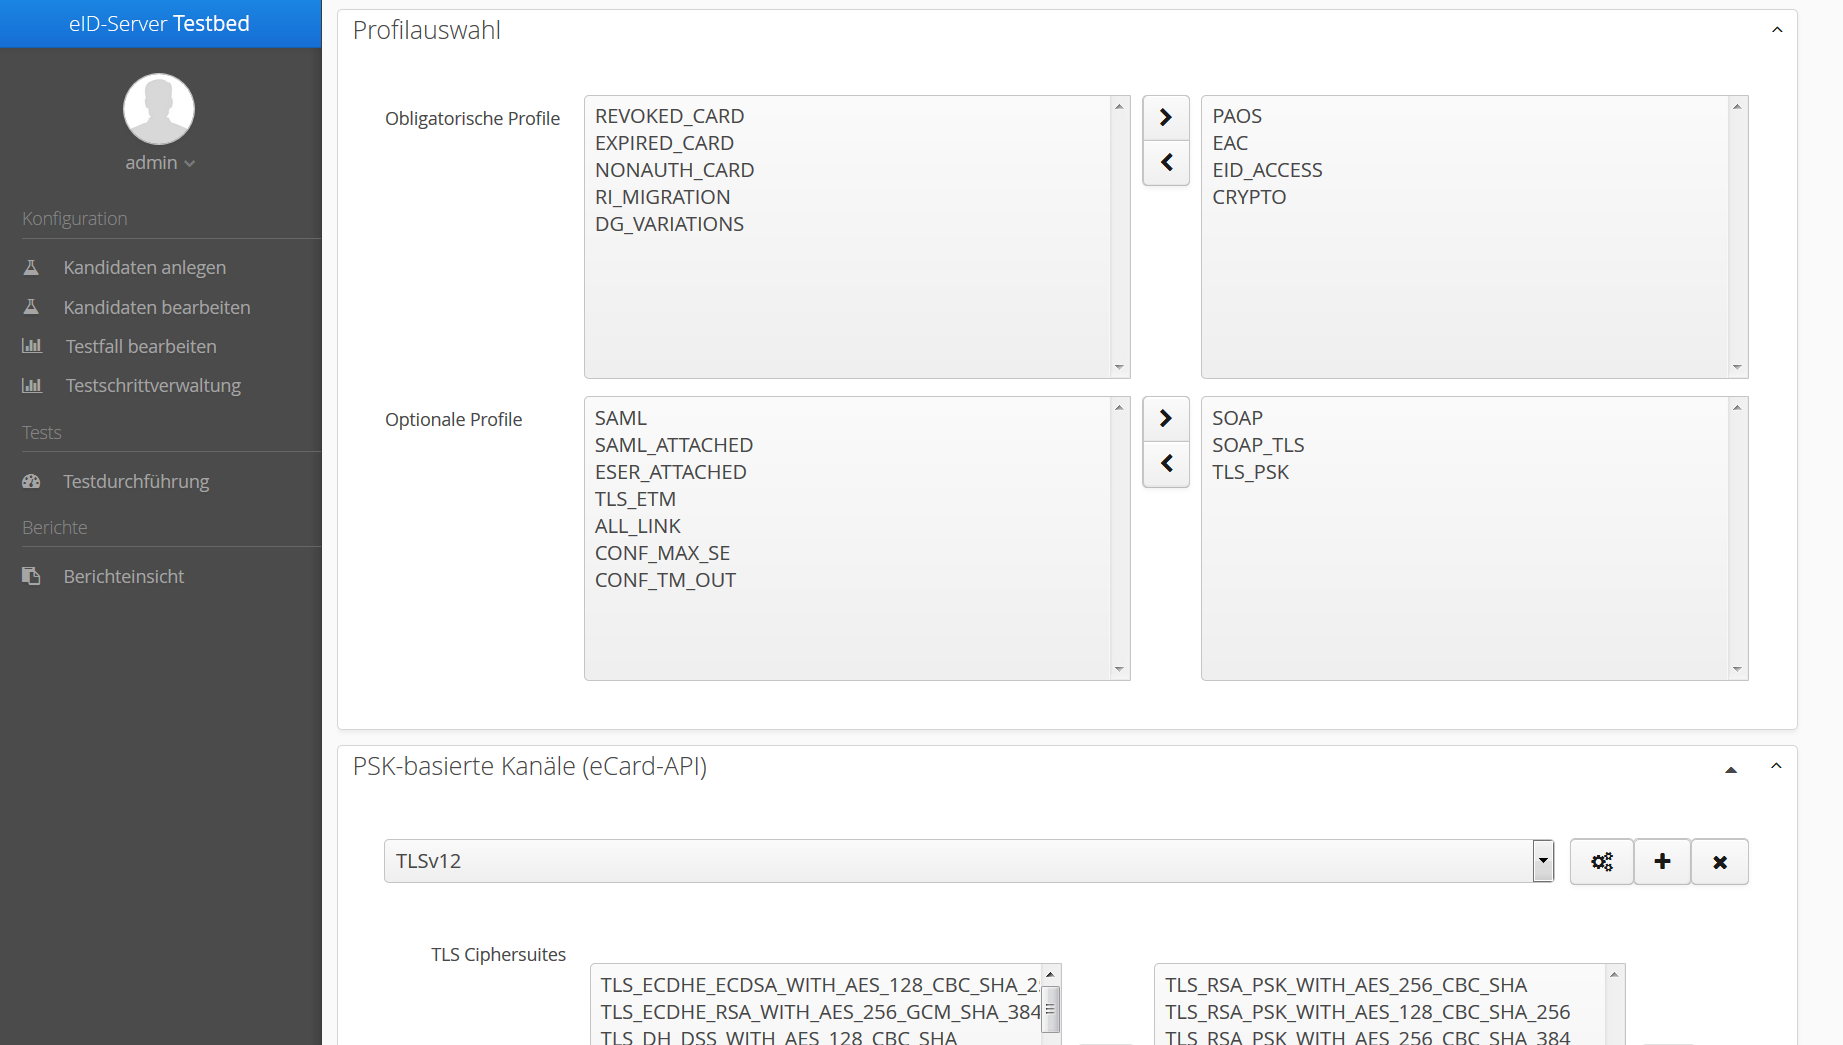 eID-Server Testbed
admin
Konfiguration
Kandidaten anlegen
Kandidaten bearbeiten
Testfall bearbeiten
Testschrittverwaltung
Tests
Testdurchführung
Berichte
Berichteinsicht
Profilauswahl
Obligatorische Profile
REVOKED_CARD
EXPIRED_CARD
NONAUTH_CARD
RI_MIGRATION
DG_VARIATIONS
PAOS
EAC
EID_ACCESS
CRYPTO
Optionale Profile
SAML
SAML_ATTACHED
ESER_ATTACHED
TLS_ETM
ALL_LINK
CONF_MAX_SE
CONF_TM_OUT
SOAP
SOAP_TLS
TLS_PSK
PSK-basierte Kanäle (eCard-API)
TLSv12
TLS Ciphersuites
TLS_ECDHE_ECDSA_WITH_AES_128_CBC_SHA_2
TLS_ECDHE_RSA_WITH_AES_256_GCM_SHA_384
TLS_DH_DSS_WITH_AES_128_CBC_SHA
TLS_RSA_PSK_WITH_AES_256_CBC_SHA
TLS_RSA_PSK_WITH_AES_128_CBC_SHA_256
TLS_RSA_PSK_WITH_AES_256_CBC_SHA_384